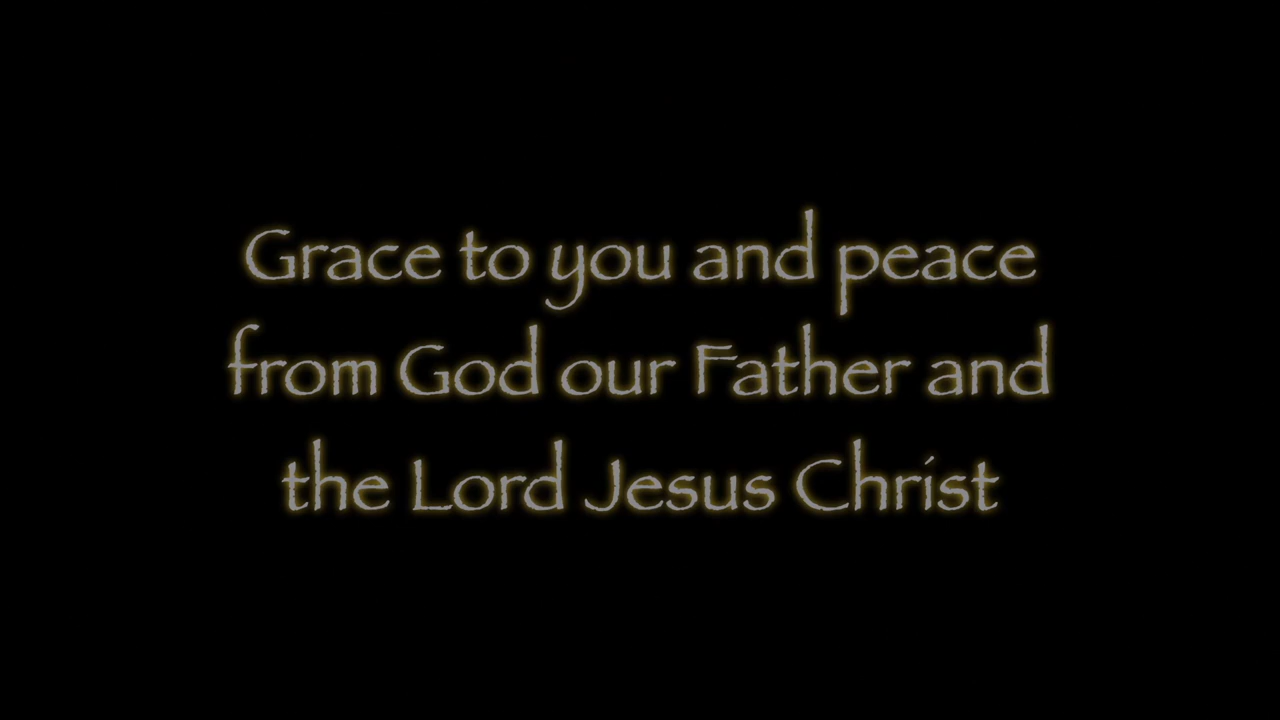 Grace to you and peace
from God our Father and
the Lord Jesus Christ